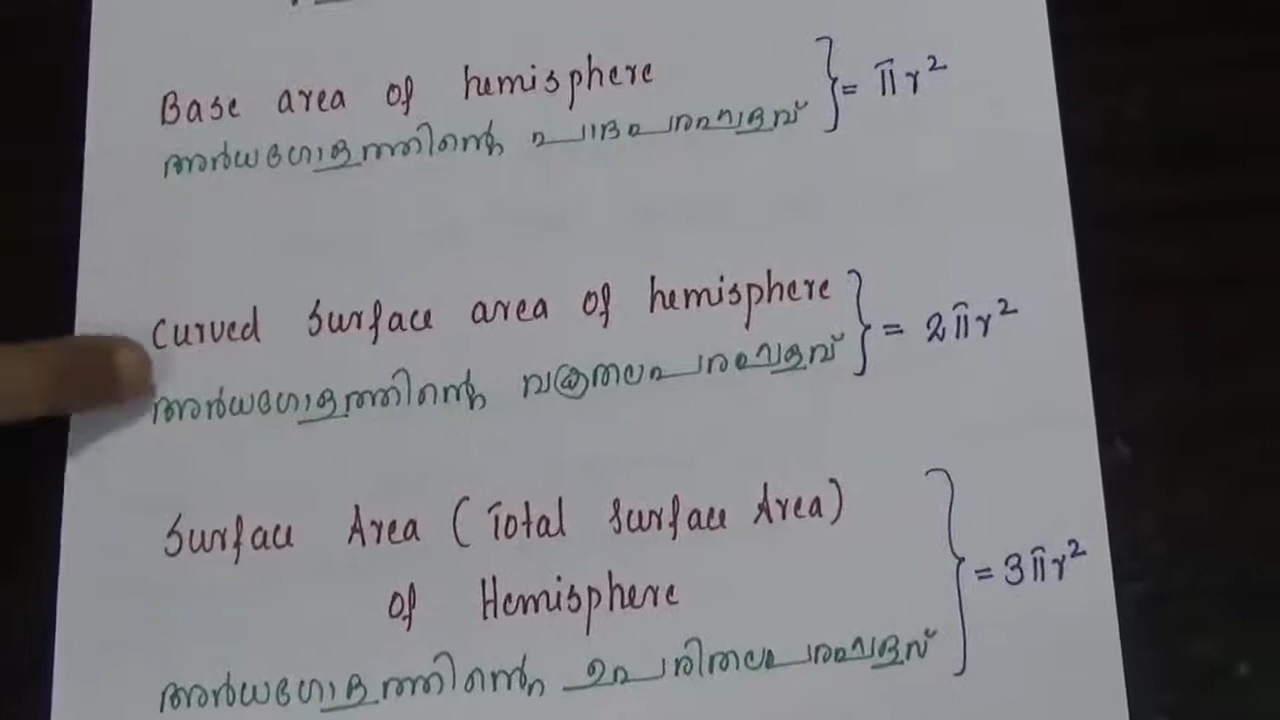 Base area of hemisphere
അർധഗോളത്തിന്റെ പാദപരപ്പളവ് } = πr²
Curved Surface area of hemisphere
അർധഗോളത്തിന്റെ വക്രതലപരപ്പളവ് } = 2πr²
Surface Area (Total Surface Area)
of Hemisphere
} = 3πr²
അർധഗോളത്തിന്റെ ഉപരിതലപരപ്പളവ്